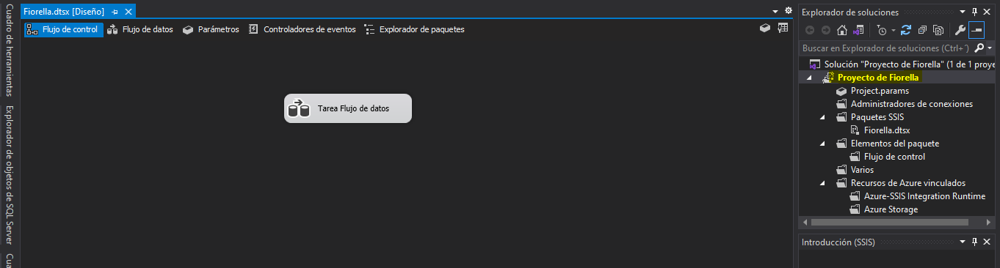 Cuadro de herramientas
Explorador de objetos de SQL Server
Cua
Fiorella.dtsx [Diseño]
Flujo de control
Flujo de datos
Parámetros
Controladores de eventos
Explorador de paquetes
Tarea Flujo de datos
Explorador de soluciones
Buscar en Explorador de soluciones (Ctrl+´)
Solución "Proyecto de Fiorella" (1 de 1 proye
Proyecto de Fiorella
Project.params
Administradores de conexiones
Paquetes SSIS
Fiorella.dtsx
Elementos del paquete
Flujo de control
Varios
Recursos de Azure vinculados
Azure-SSIS Integration Runtime
Azure Storage
Introducción (SSIS)